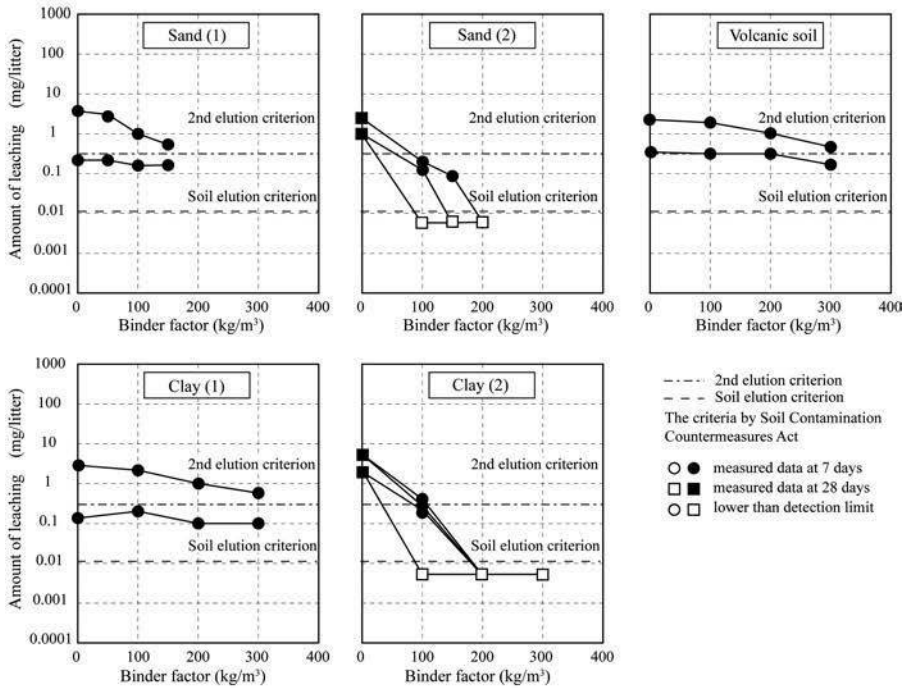 Sand (1)
Sand (2)
Volcanic soil
Amount of leaching (mg/litter)
1000
100
10
1
0.1
0.01
0.001
0.0001
2nd elution criterion
Soil elution criterion
2nd elution criterion
Soil elution criterion
2nd elution criterion
Soil elution criterion
0 100 200 300 400
0 100 200 300 400
0 100 200 300 400
Binder factor (kg/m³)
Binder factor (kg/m³)
Binder factor (kg/m³)
Clay (1)
Clay (2)
Amount of leaching (mg/litter)
1000
100
10
1
0.1
0.01
0.001
0.0001
2nd elution criterion
Soil elution criterion
2nd elution criterion
Soil elution criterion
0 100 200 300 400
0 100 200 300 400
Binder factor (kg/m³)
Binder factor (kg/m³)
2nd elution criterion
Soil elution criterion
The criteria by Soil Contamination
Countermeasures Act
measured data at 7 days
measured data at 28 days
lower than detection limit